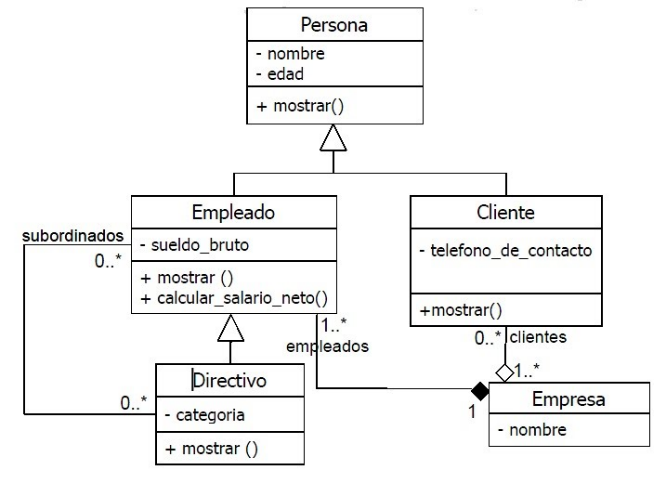 Persona
- nombre
- edad
+ mostrar()
Empleado
- sueldo_bruto
+ mostrar ()
+ calcular_salario_neto()
Cliente
- telefono_de_contacto
+mostrar()
subordinados
0..*
1..*
empleados
0..*
clientes
1..*
Directivo
- categoria
+ mostrar ()
0..*
1
Empresa
- nombre